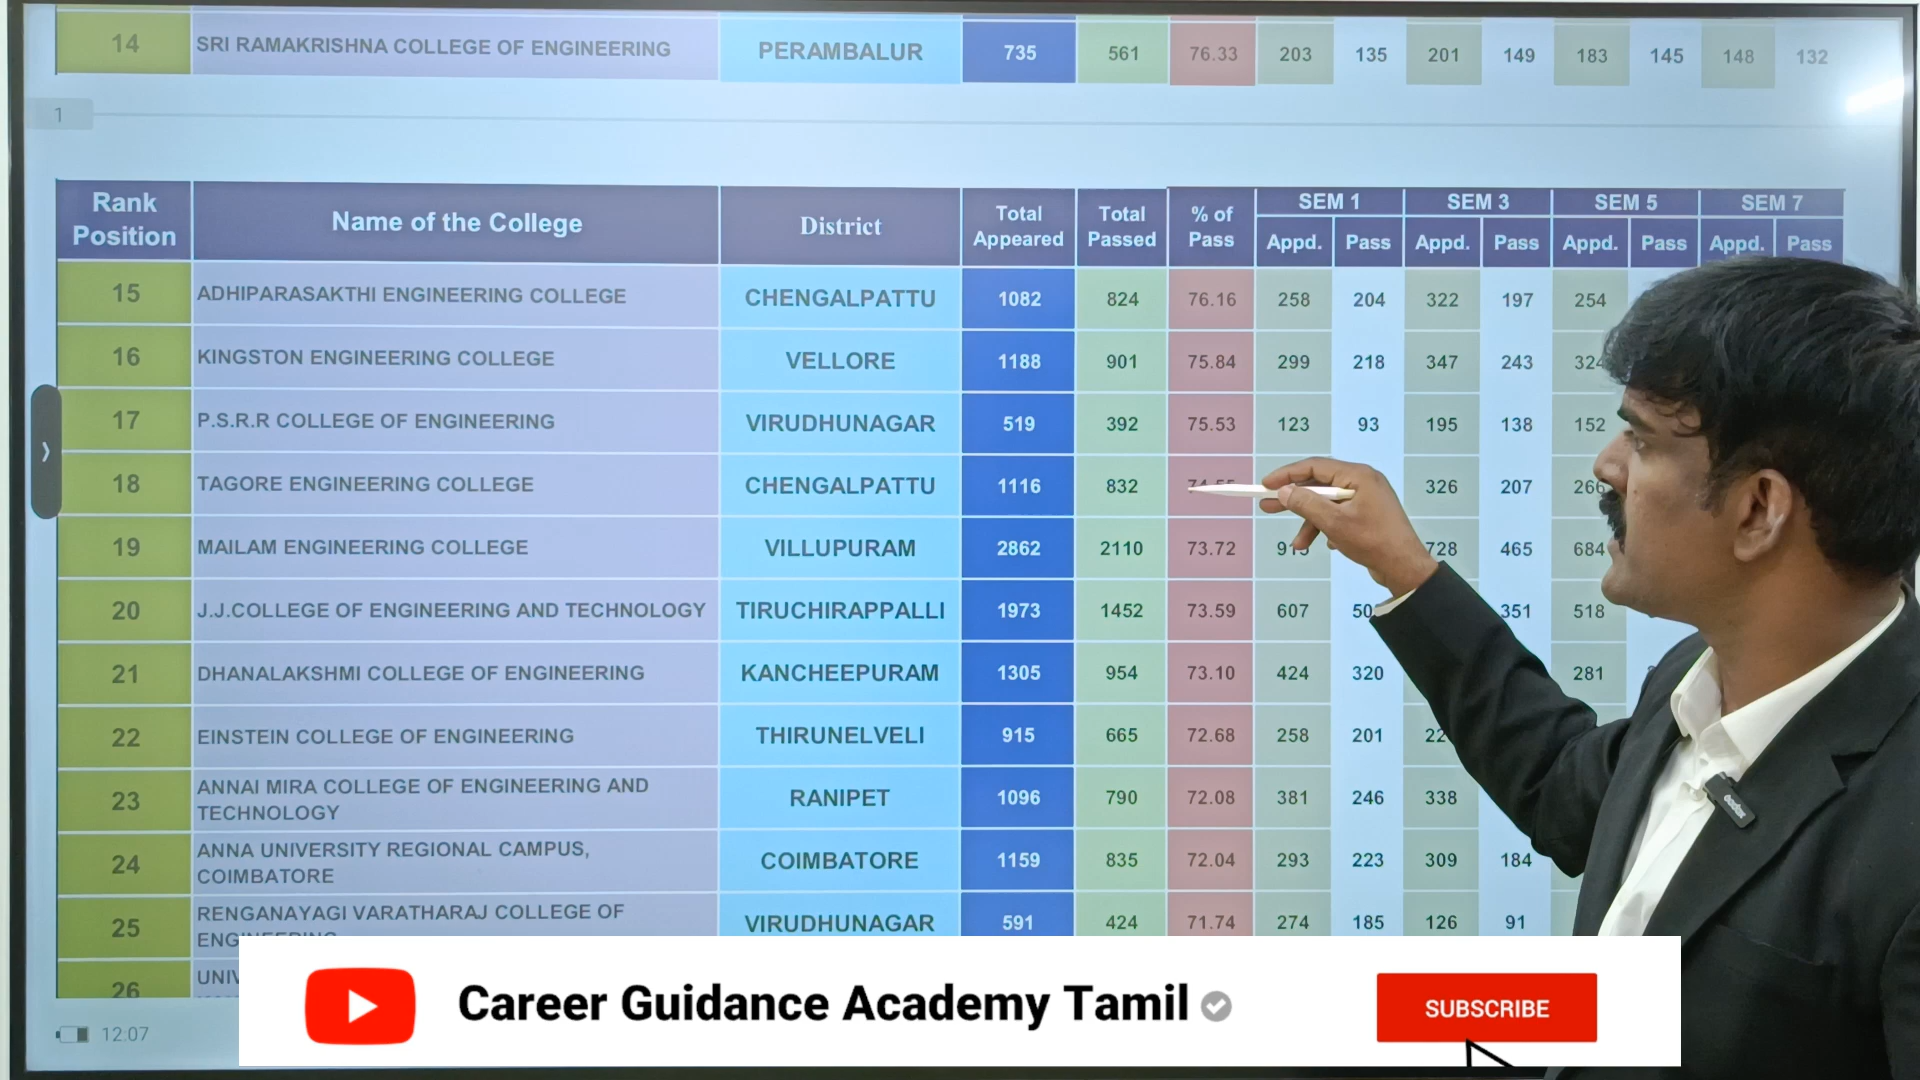 14 SRI RAMAKRISHNA COLLEGE OF ENGINEERING PERAMBALUR 735 561 76.33 203 135 201 149 183 145 148 132
1
Rank Position Name of the College District Total Appeared Total Passed % of Pass SEM 1 SEM 3 SEM 5 SEM 7
Appd. Pass Appd. Pass Appd. Pass Appd. Pass
15 ADHIPARASAKTHI ENGINEERING COLLEGE CHENGALPATTU 1082 824 76.16 258 204 322 197 254
16 KINGSTON ENGINEERING COLLEGE VELLORE 1188 901 75.84 299 218 347 243 324
17 P.S.R.R COLLEGE OF ENGINEERING VIRUDHUNAGAR 519 392 75.53 123 93 195 138 152
18 TAGORE ENGINEERING COLLEGE CHENGALPATTU 1116 832 326 207 266
19 MAILAM ENGINEERING COLLEGE VILLUPURAM 2862 2110 73.72 728 465 684
20 J.J.COLLEGE OF ENGINEERING AND TECHNOLOGY TIRUCHIRAPPALLI 1973 1452 73.59 607 351 518
21 DHANALAKSHMI COLLEGE OF ENGINEERING KANCHEEPURAM 1305 954 73.10 424 320 281
22 EINSTEIN COLLEGE OF ENGINEERING THIRUNELVELI 915 665 72.68 258 201
23 ANNAI MIRA COLLEGE OF ENGINEERING AND TECHNOLOGY RANIPET 1096 790 72.08 381 246 338
24 ANNA UNIVERSITY REGIONAL CAMPUS, COIMBATORE COIMBATORE 1159 835 72.04 293 223 309 184
25 RENGANAYAGI VARATHARAJ COLLEGE OF VIRUDHUNAGAR 591 424 71.74 274 185 126 91
26
Career Guidance Academy Tamil
SUBSCRIBE
12:07